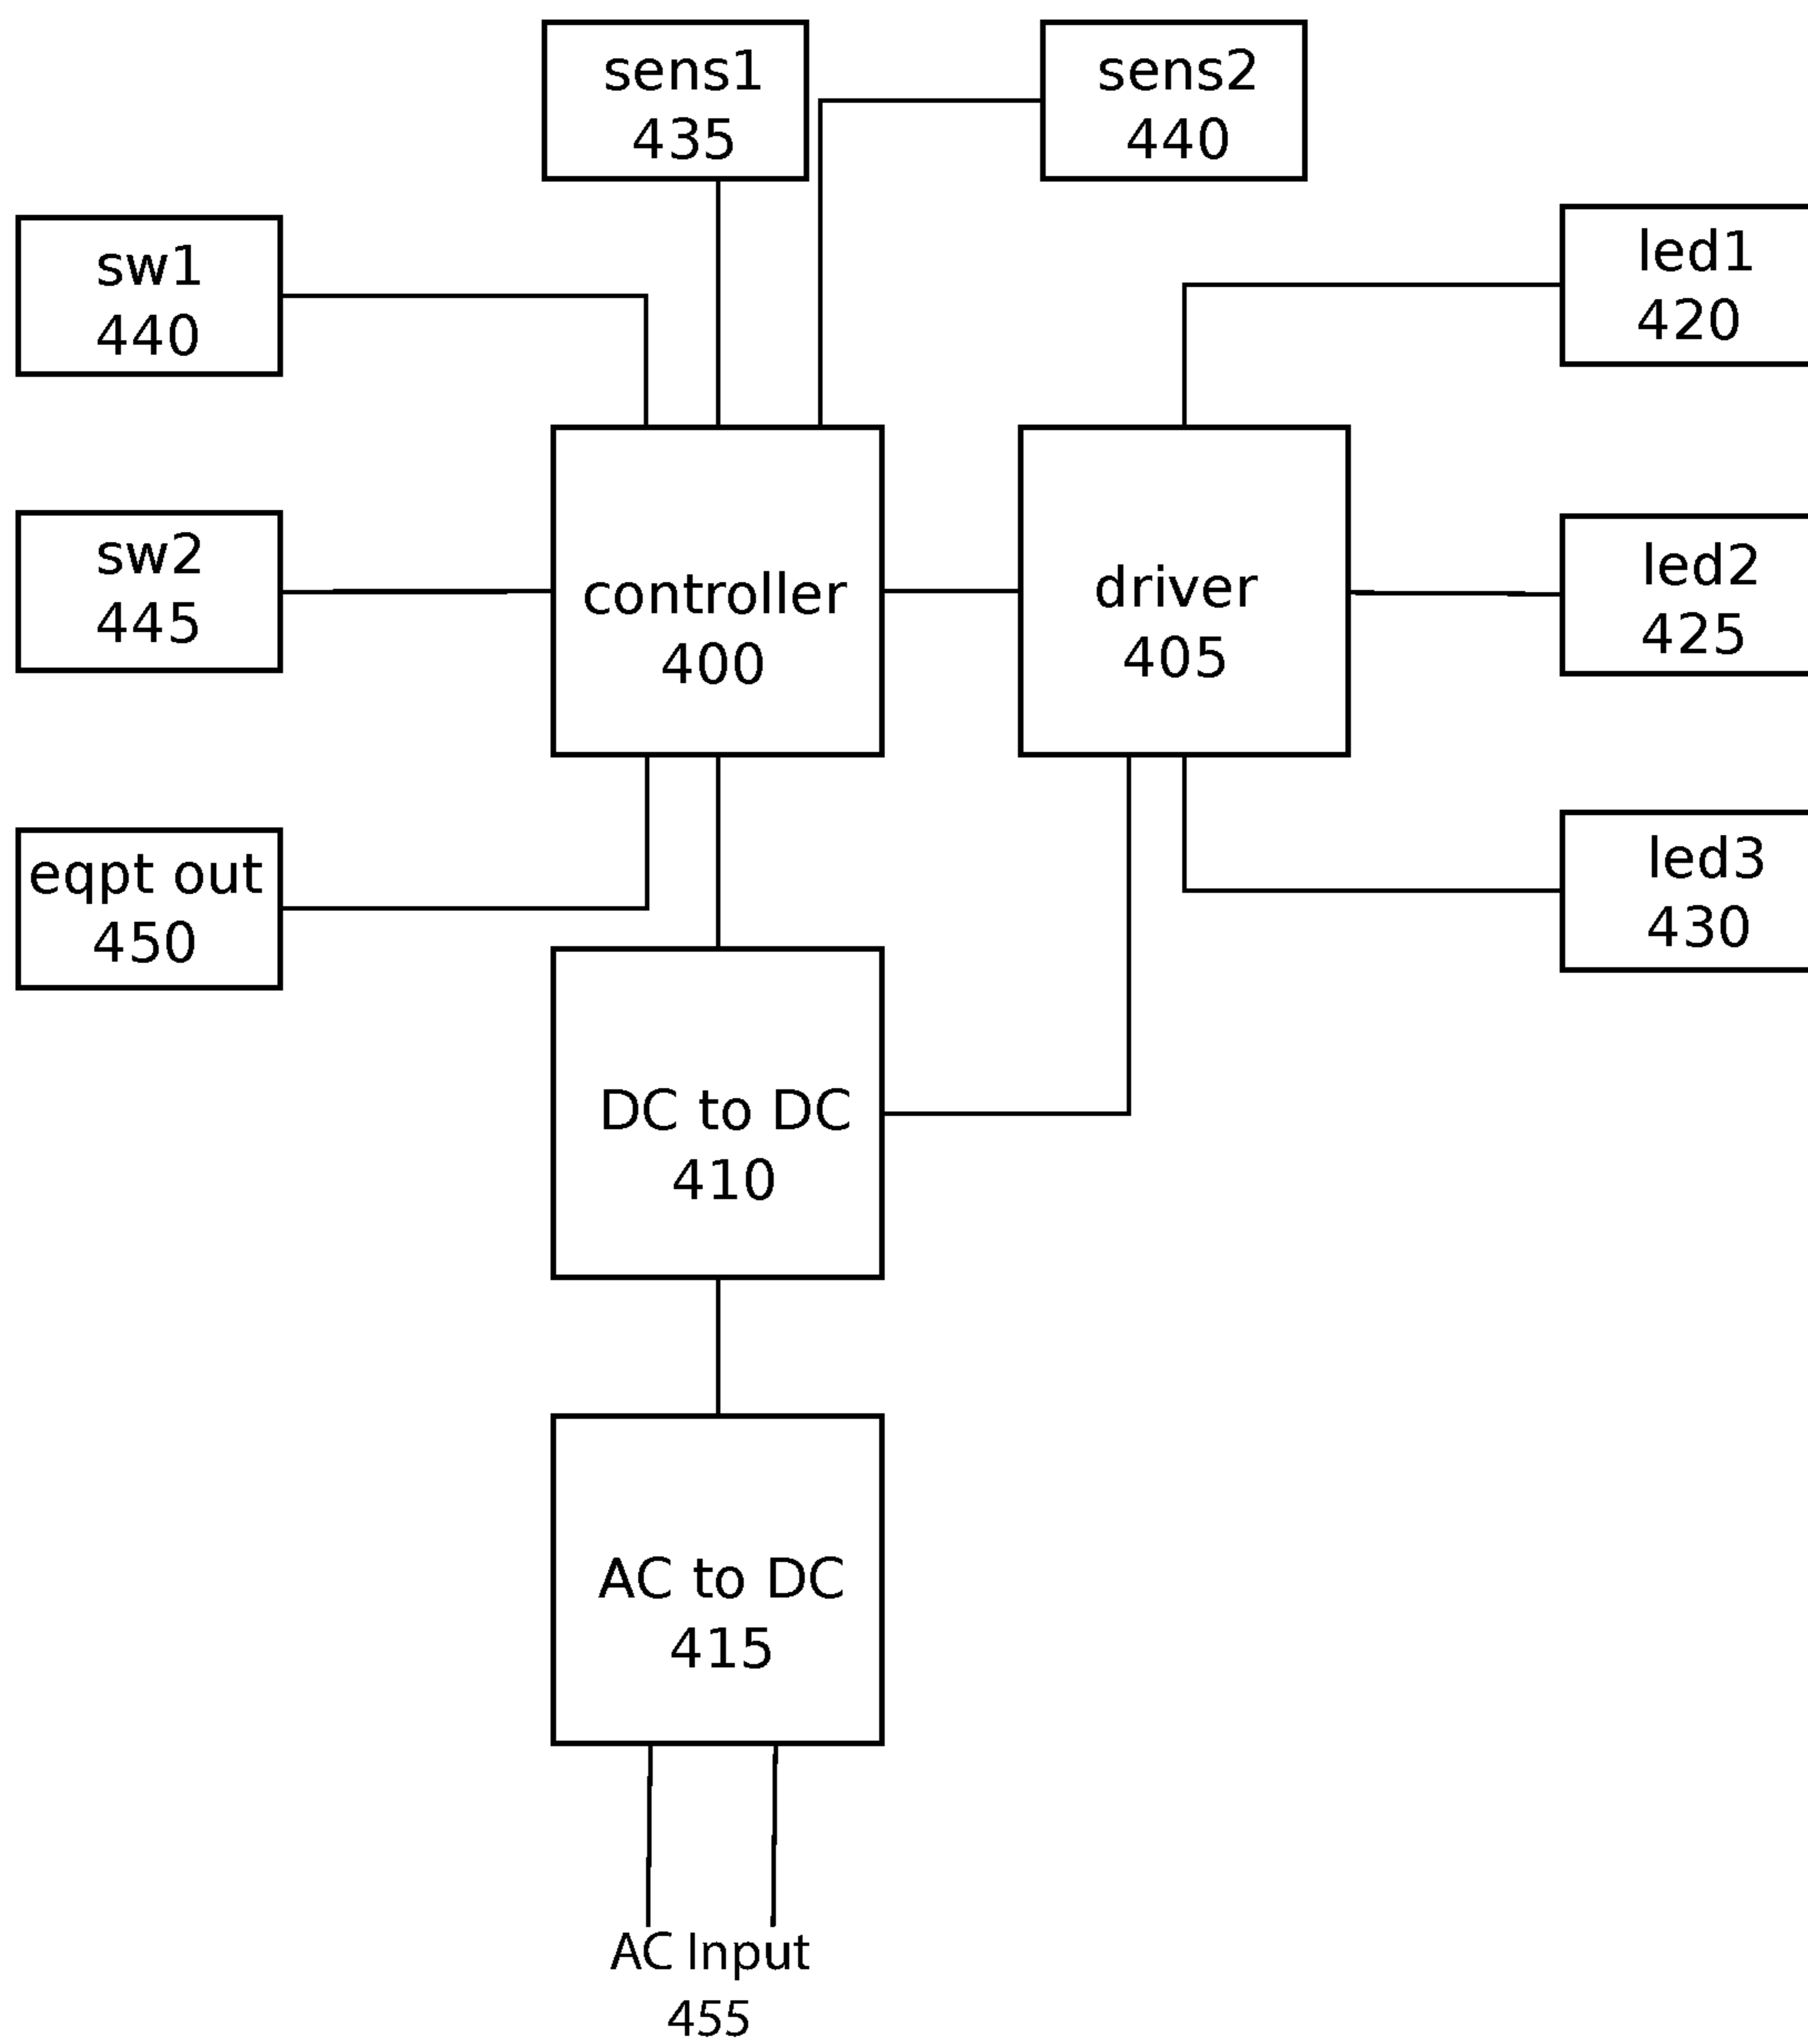 sens1
435
sens2
440
sw1
440
led1
420
sw2
445
controller
400
driver
405
led2
425
eqpt out
450
led3
430
DC to DC
410
AC to DC
415
AC Input
455